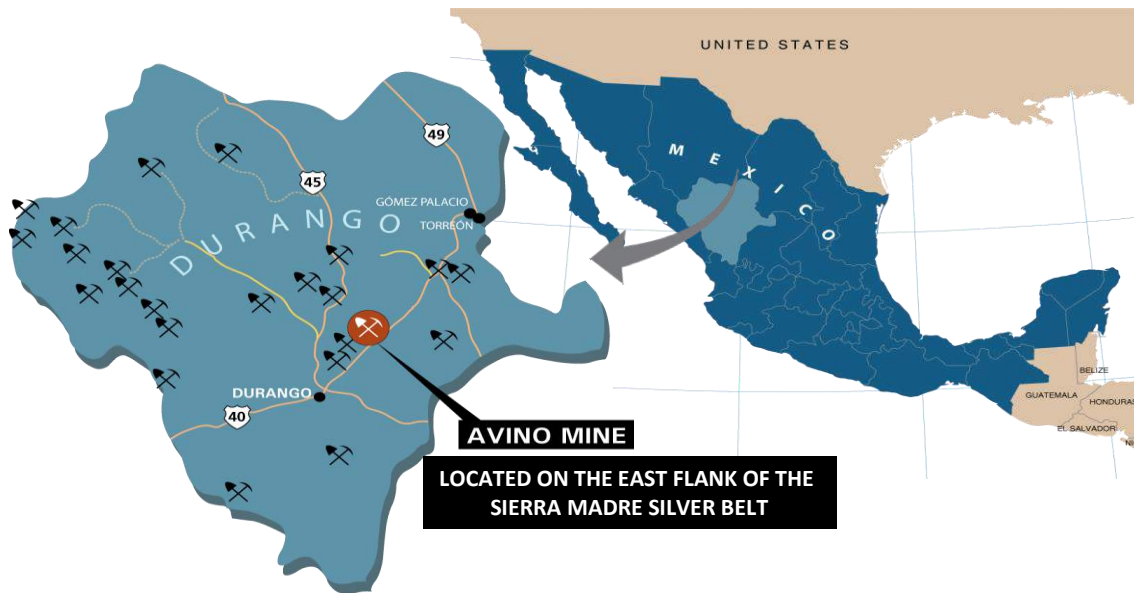 UNITED STATES
MEXICO
49
45
GÓMEZ PALACIO
TORREÓN
DURANGO
DURANGO
40
AVINO MINE
LOCATED ON THE EAST FLANK OF THE
SIERRA MADRE SILVER BELT
BELIZE
GUATEMALA
HONDURAS
EL SALVADOR